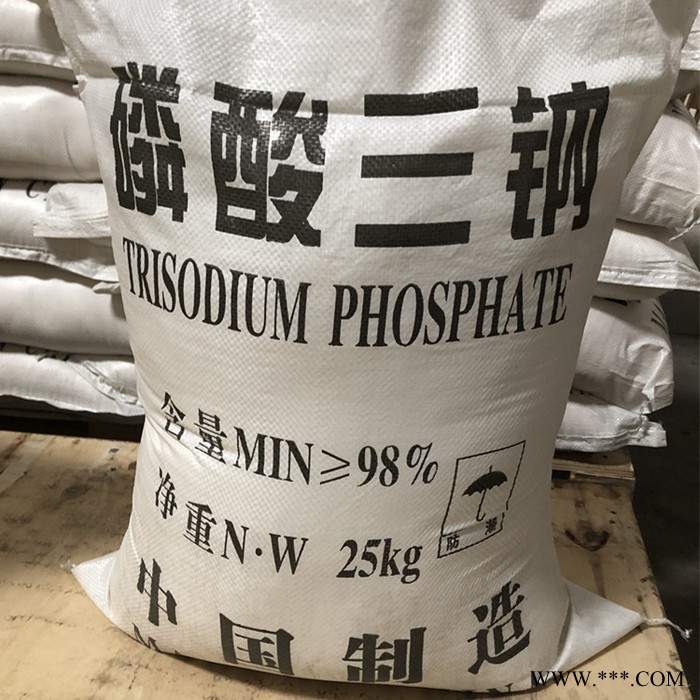 磷酸三钠
TRISODIUM PHOSPHATE
含量MIN≥98%
净重N·W 25kg
防潮
中国制造
WWW.***.COM